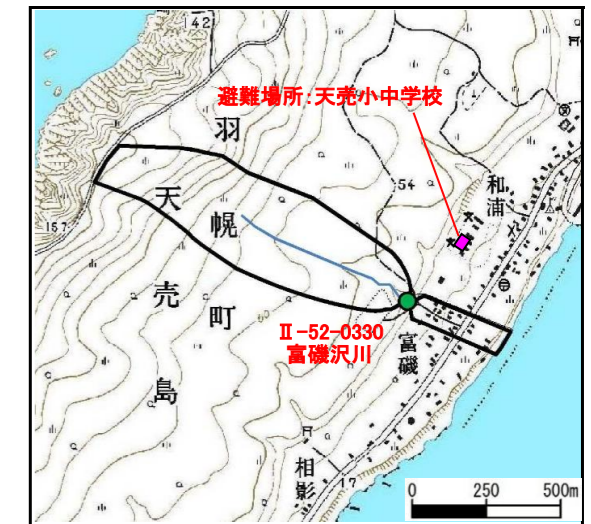 142
避難場所:天売小中学校
羽幌町
天売島
54
和浦
157
Ⅱ-52-0330
富磯沢川
60
富磯
相影
17
0 250 500m